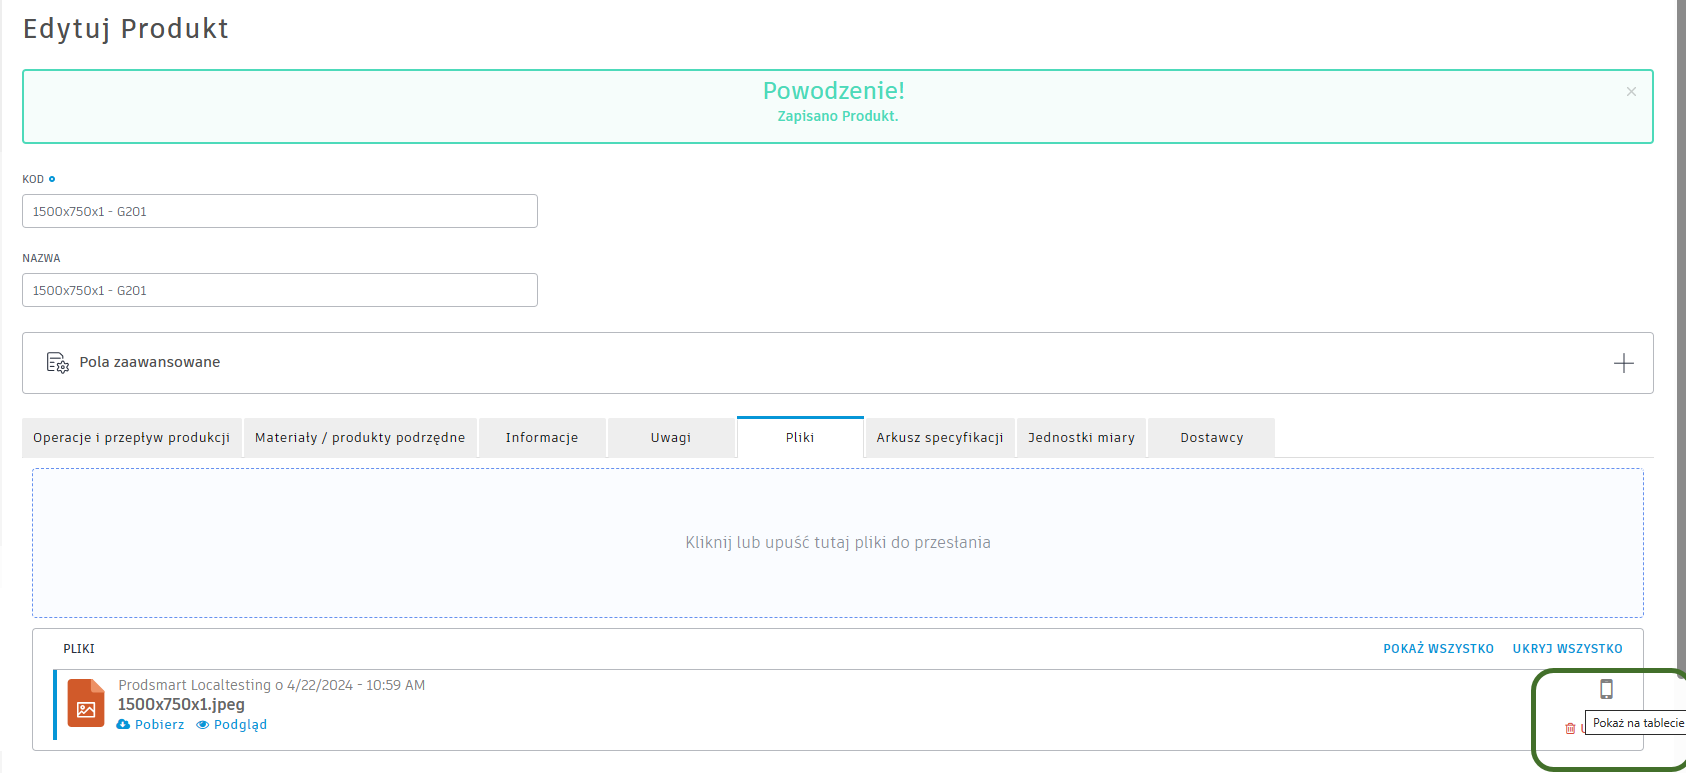 Edytuj Produkt
Powodzenie!
×
Zapisano Produkt.
KOD
1500x750x1 - G201
NAZWA
1500x750x1 - G201
Pola zaawansowane
Operacje i przepływ produkcji
Materiały / produkty podrzędne
Informacje
Uwagi
Pliki
Arkusz specyfikacji
Jednostki miary
Dostawcy
Kliknij lub upuść tutaj pliki do przesłania
PLIKI
POKAŻ WSZYSTKO
UKRYJ WSZYSTKO
Prodsmart Localtesting o 4/22/2024 - 10:59 AM
1500x750x1.jpeg
Pobierz
Podgląd
Pokaż na tablecie